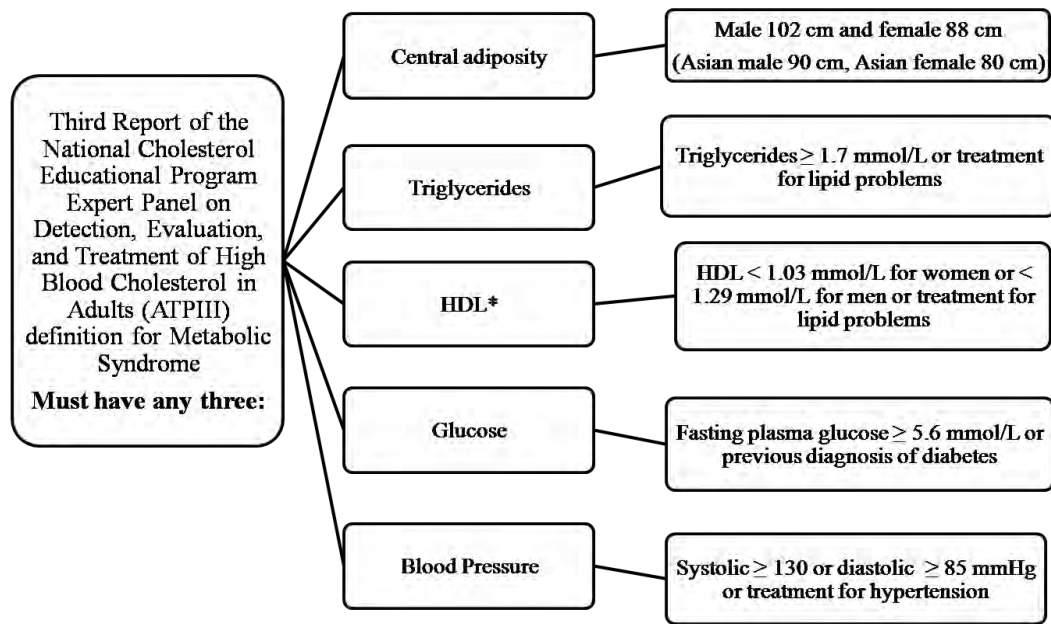 Third Report of the
National Cholesterol
Educational Program
Expert Panel on
Detection, Evaluation,
and Treatment of High
Blood Cholesterol in
Adults (ATPIII)
definition for Metabolic
Syndrome
Must have any three:
Central adiposity
Male 102 cm and female 88 cm
(Asian male 90 cm, Asian female 80 cm)
Triglycerides
Triglycerides ≥ 1.7 mmol/L or treatment
for lipid problems
HDL*
HDL < 1.03 mmol/L for women or <
1.29 mmol/L for men or treatment for
lipid problems
Glucose
Fasting plasma glucose ≥ 5.6 mmol/L or
previous diagnosis of diabetes
Blood Pressure
Systolic ≥ 130 or diastolic ≥ 85 mmHg
or treatment for hypertension